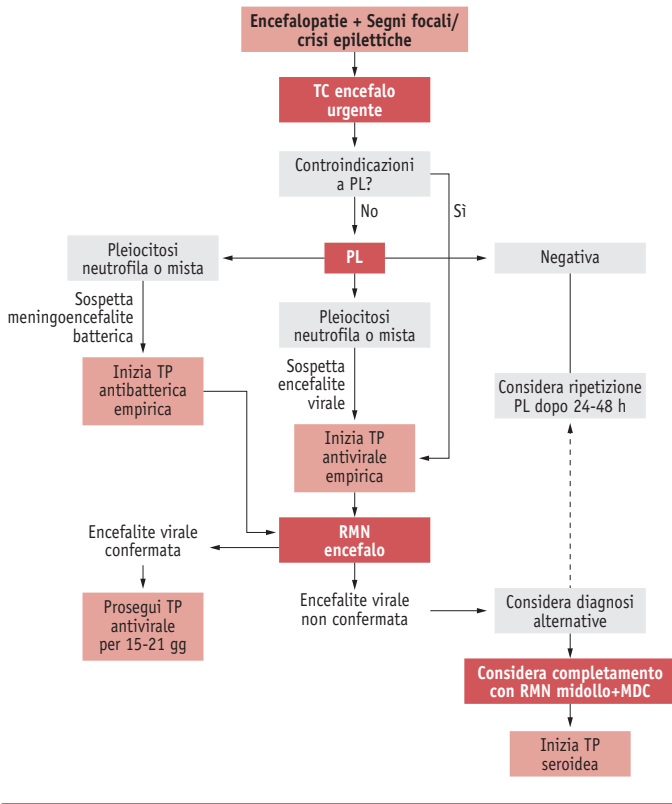 Encefalopatie + Segni focali/
crisi epilettiche
TC encefalo
urgente
Controindicazioni
a PL?
No
Sì
Pleiocitosi
neutrofila o mista
PL
Negativa
Sospetta
meningoencefalite
batterica
Pleiocitosi
neutrofila o mista
Inizia TP
antibatterica
empirica
Sospetta
encefalite
virale
Considera ripetizione
PL dopo 24-48 h
Inizia TP
antivirale
empirica
RMN
encefalo
Encefalite virale
confermata
Prosegui TP
antivirale
per 15-21 gg
Encefalite virale
non confermata
Considera diagnosi
alternative
Considera completamento
con RMN midollo+MDC
Inizia TP
seroidea